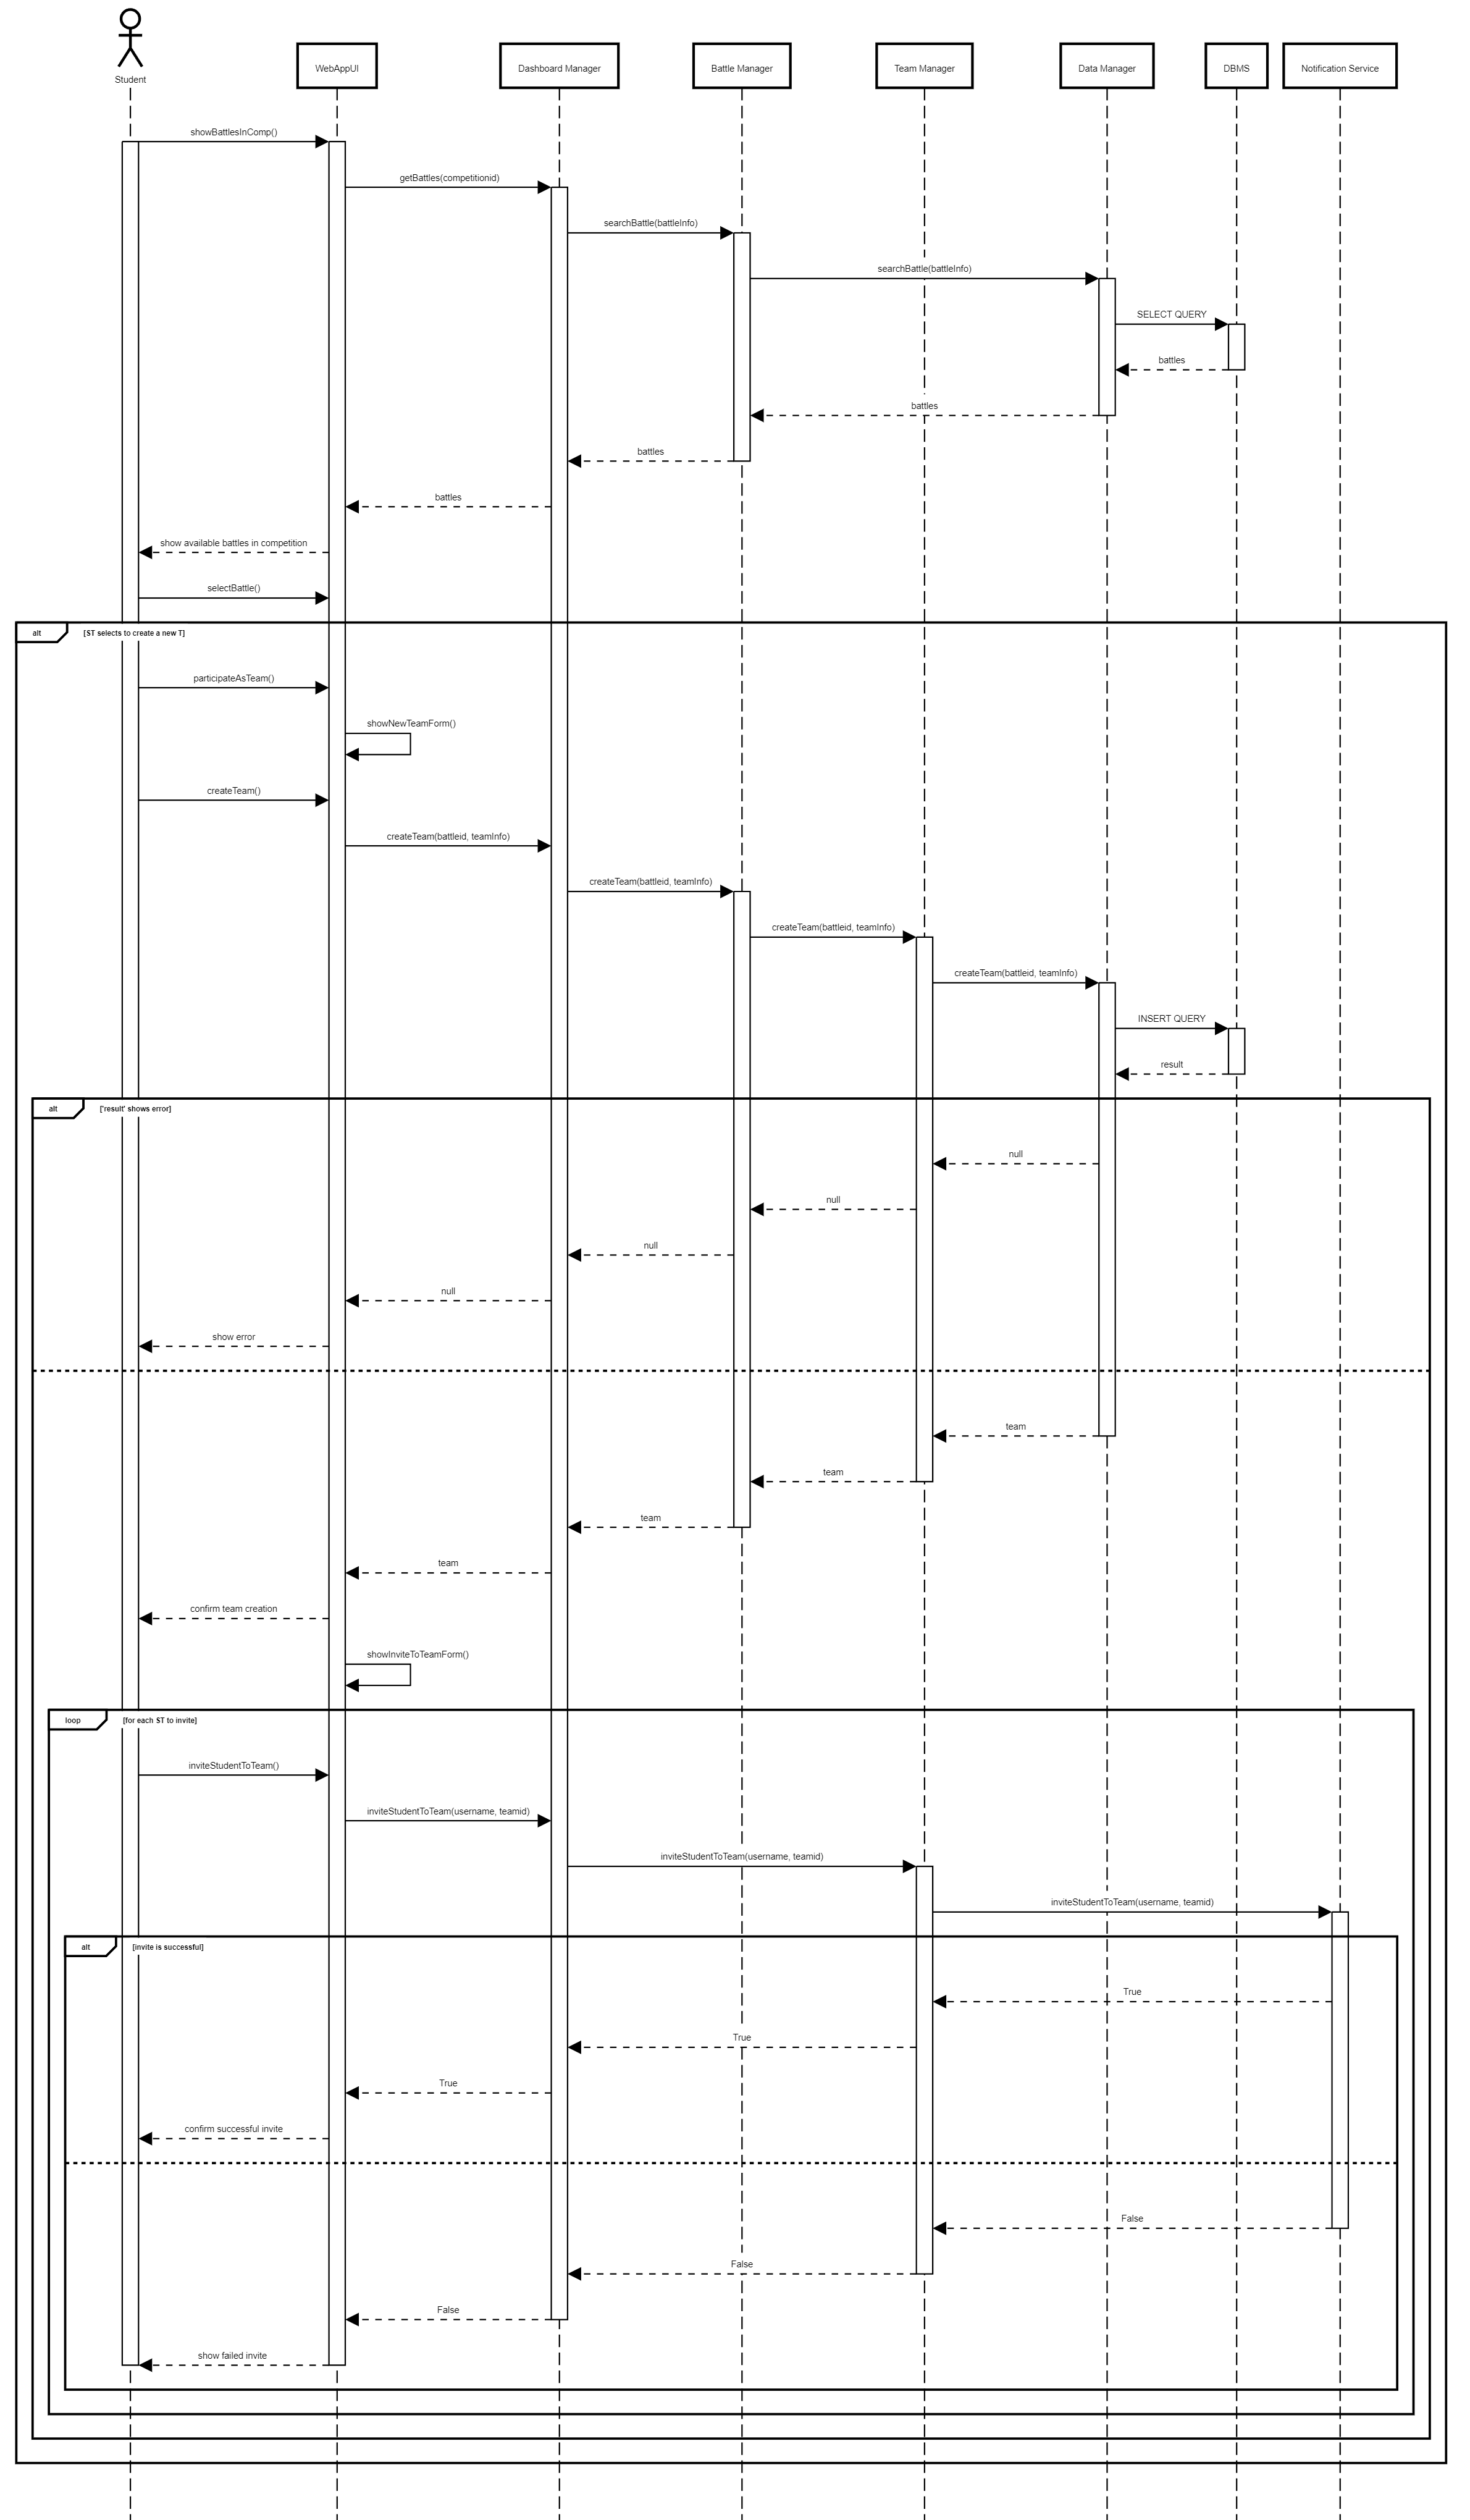 Student
WebAppUI
Dashboard Manager
Battle Manager
Team Manager
Data Manager
DBMS
Notification Service
showBattlesInComp()
getBattles(competitionid)
searchBattle(battleInfo)
searchBattle(battleInfo)
SELECT QUERY
battles
battles
battles
battles
show available battles in competition
selectBattle()
alt
[ST selects to create a new T]
participateAsTeam()
showNewTeamForm()
createTeam()
createTeam(battleid, teamInfo)
createTeam(battleid, teamInfo)
createTeam(battleid, teamInfo)
createTeam(battleid, teamInfo)
INSERT QUERY
result
alt
['result' shows error]
null
null
null
null
show error
team
team
team
team
confirm team creation
showInviteToTeamForm()
loop
[for each ST to invite]
inviteStudentToTeam()
inviteStudentToTeam(username, teamid)
inviteStudentToTeam(username, teamid)
inviteStudentToTeam(username, teamid)
alt
[invite is successful]
True
True
True
confirm successful invite
False
False
False
show failed invite